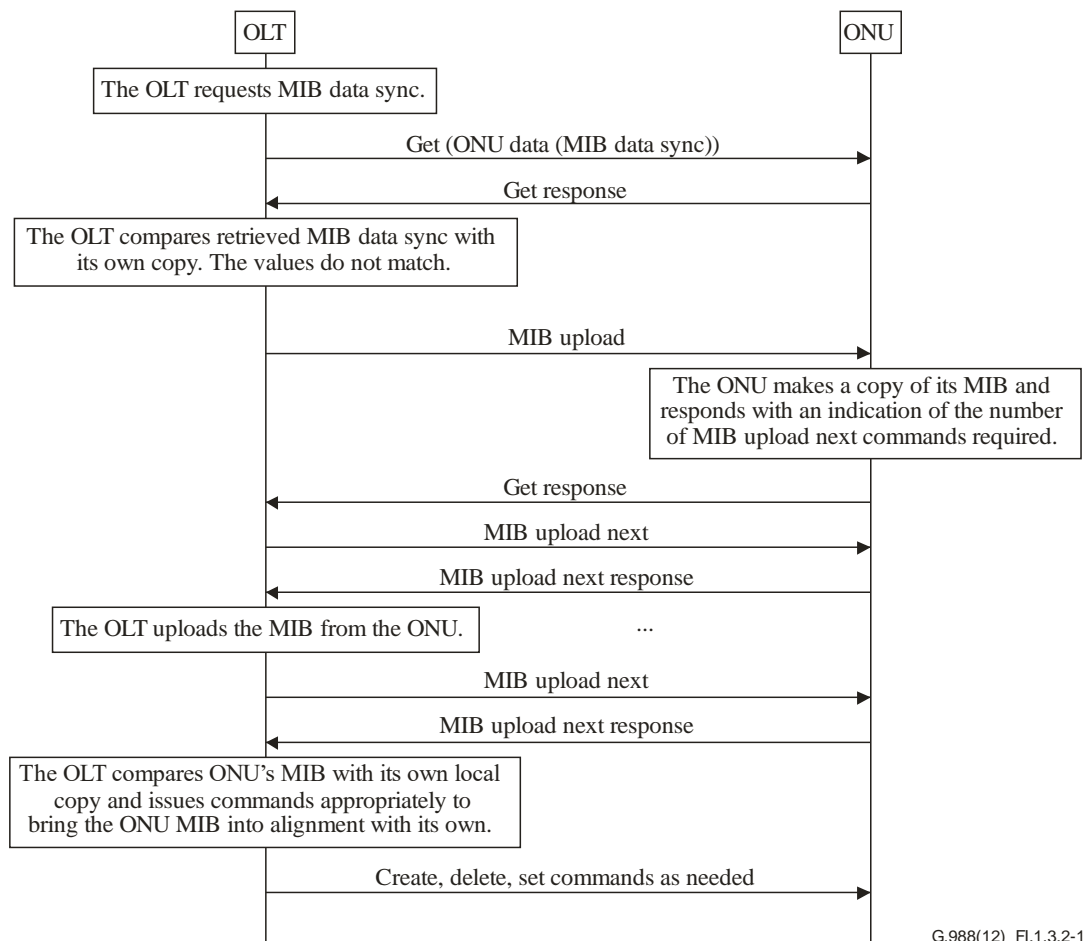 OLT
ONU
The OLT requests MIB data sync.
Get (ONU data (MIB data sync))
Get response
The OLT compares retrieved MIB data sync with
its own copy. The values do not match.
MIB upload
The ONU makes a copy of its MIB and
responds with an indication of the number
of MIB upload next commands required.
Get response
MIB upload next
MIB upload next response
The OLT uploads the MIB from the ONU.
...
MIB upload next
MIB upload next response
The OLT compares ONU's MIB with its own local
copy and issues commands appropriately to
bring the ONU MIB into alignment with its own.
Create, delete, set commands as needed
G.988(12)_FI.1.3.2-1